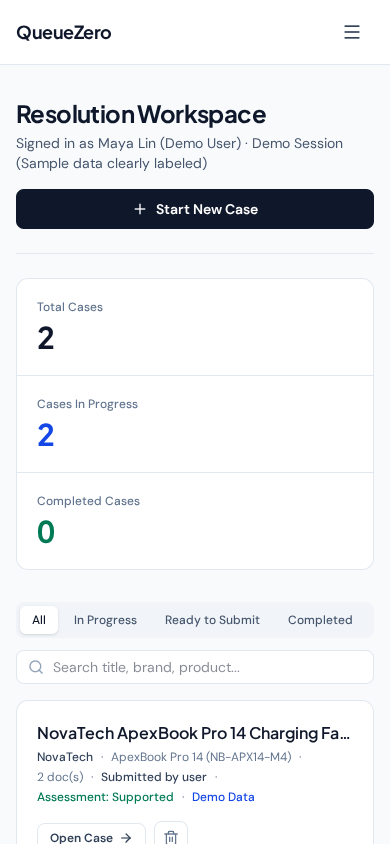 QueueZero
Resolution Workspace
Signed in as Maya Lin (Demo User) · Demo Session
(Sample data clearly labeled)
Start New Case
Total Cases
2
Cases In Progress
2
Completed Cases
0
All In Progress Ready to Submit Completed
Search title, brand, product...
NovaTech ApexBook Pro 14 Charging Fa...
NovaTech · ApexBook Pro 14 (NB-APX14-M4) ·
2 doc(s) · Submitted by user ·
Assessment: Supported · Demo Data
Open Case